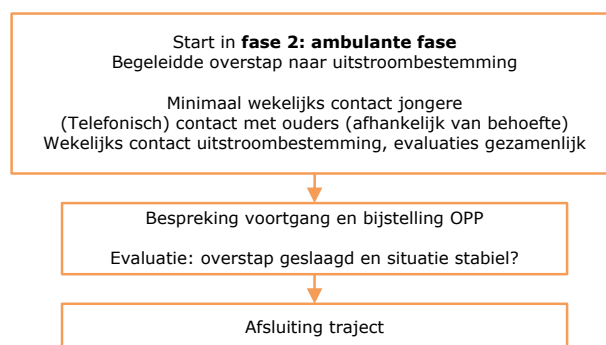 Start in fase 2: ambulante fase
Begeleidde overstap naar uitstroombestemming
Minimaal wekelijks contact jongere
(Telefonisch) contact met ouders (afhankelijk van behoefte)
Wekelijks contact uitstroombestemming, evaluaties gezamenlijk
Bespreking voortgang en bijstelling OPP
Evaluatie: overstap geslaagd en situatie stabiel?
Afsluiting traject